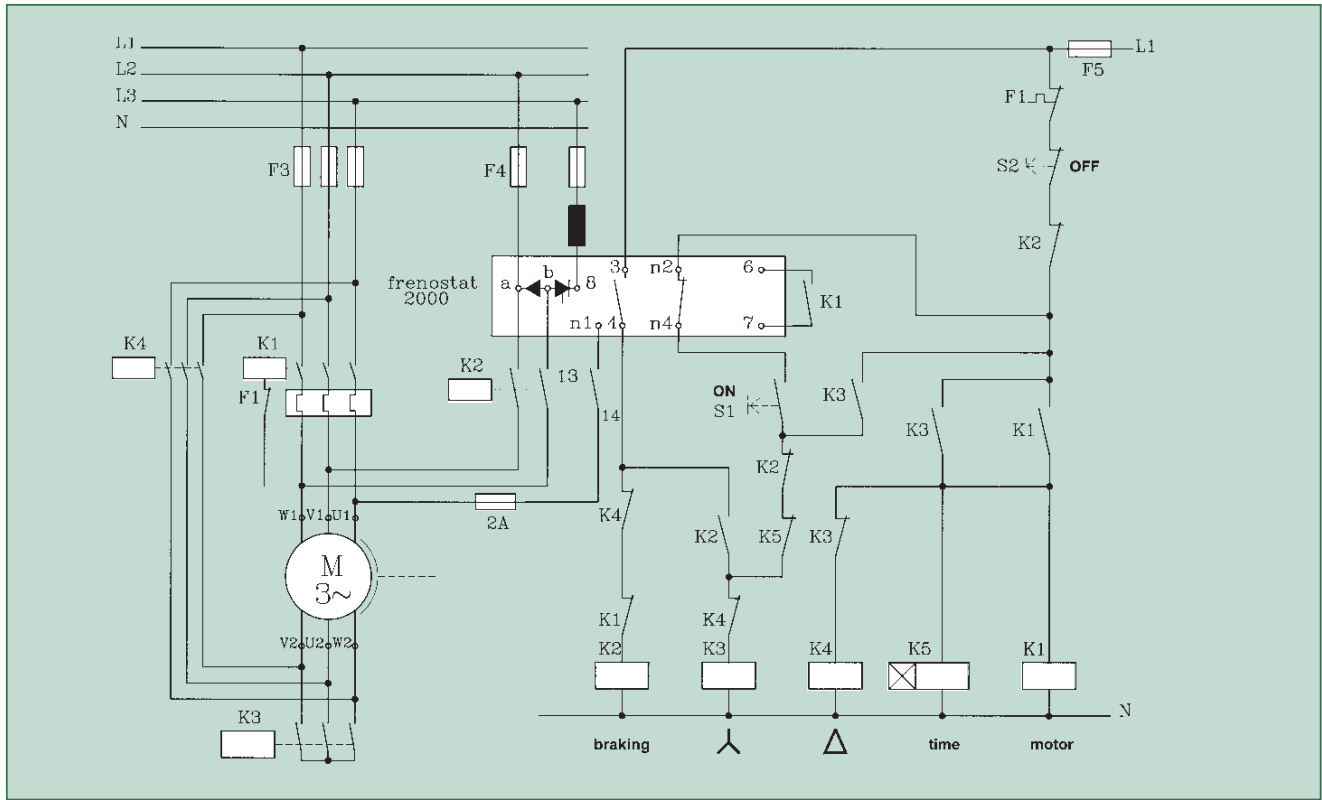 L1
L2
L3
N
L1
F5
F1
S2 OFF
K2
F3
F4
frenostat
2000
a b 8
3 n2 6
n1 4 n4 7
K1
K4
K1
F1
K2
13
14
ON
S1
K3
K3
K1
K2
2A
W1 V1 U1
K4
K2
K5
K3
M
3~
K1
K4
V2 U2 W2
K2
K3
K4
K5
K1
K3
N
braking
Δ
time
motor